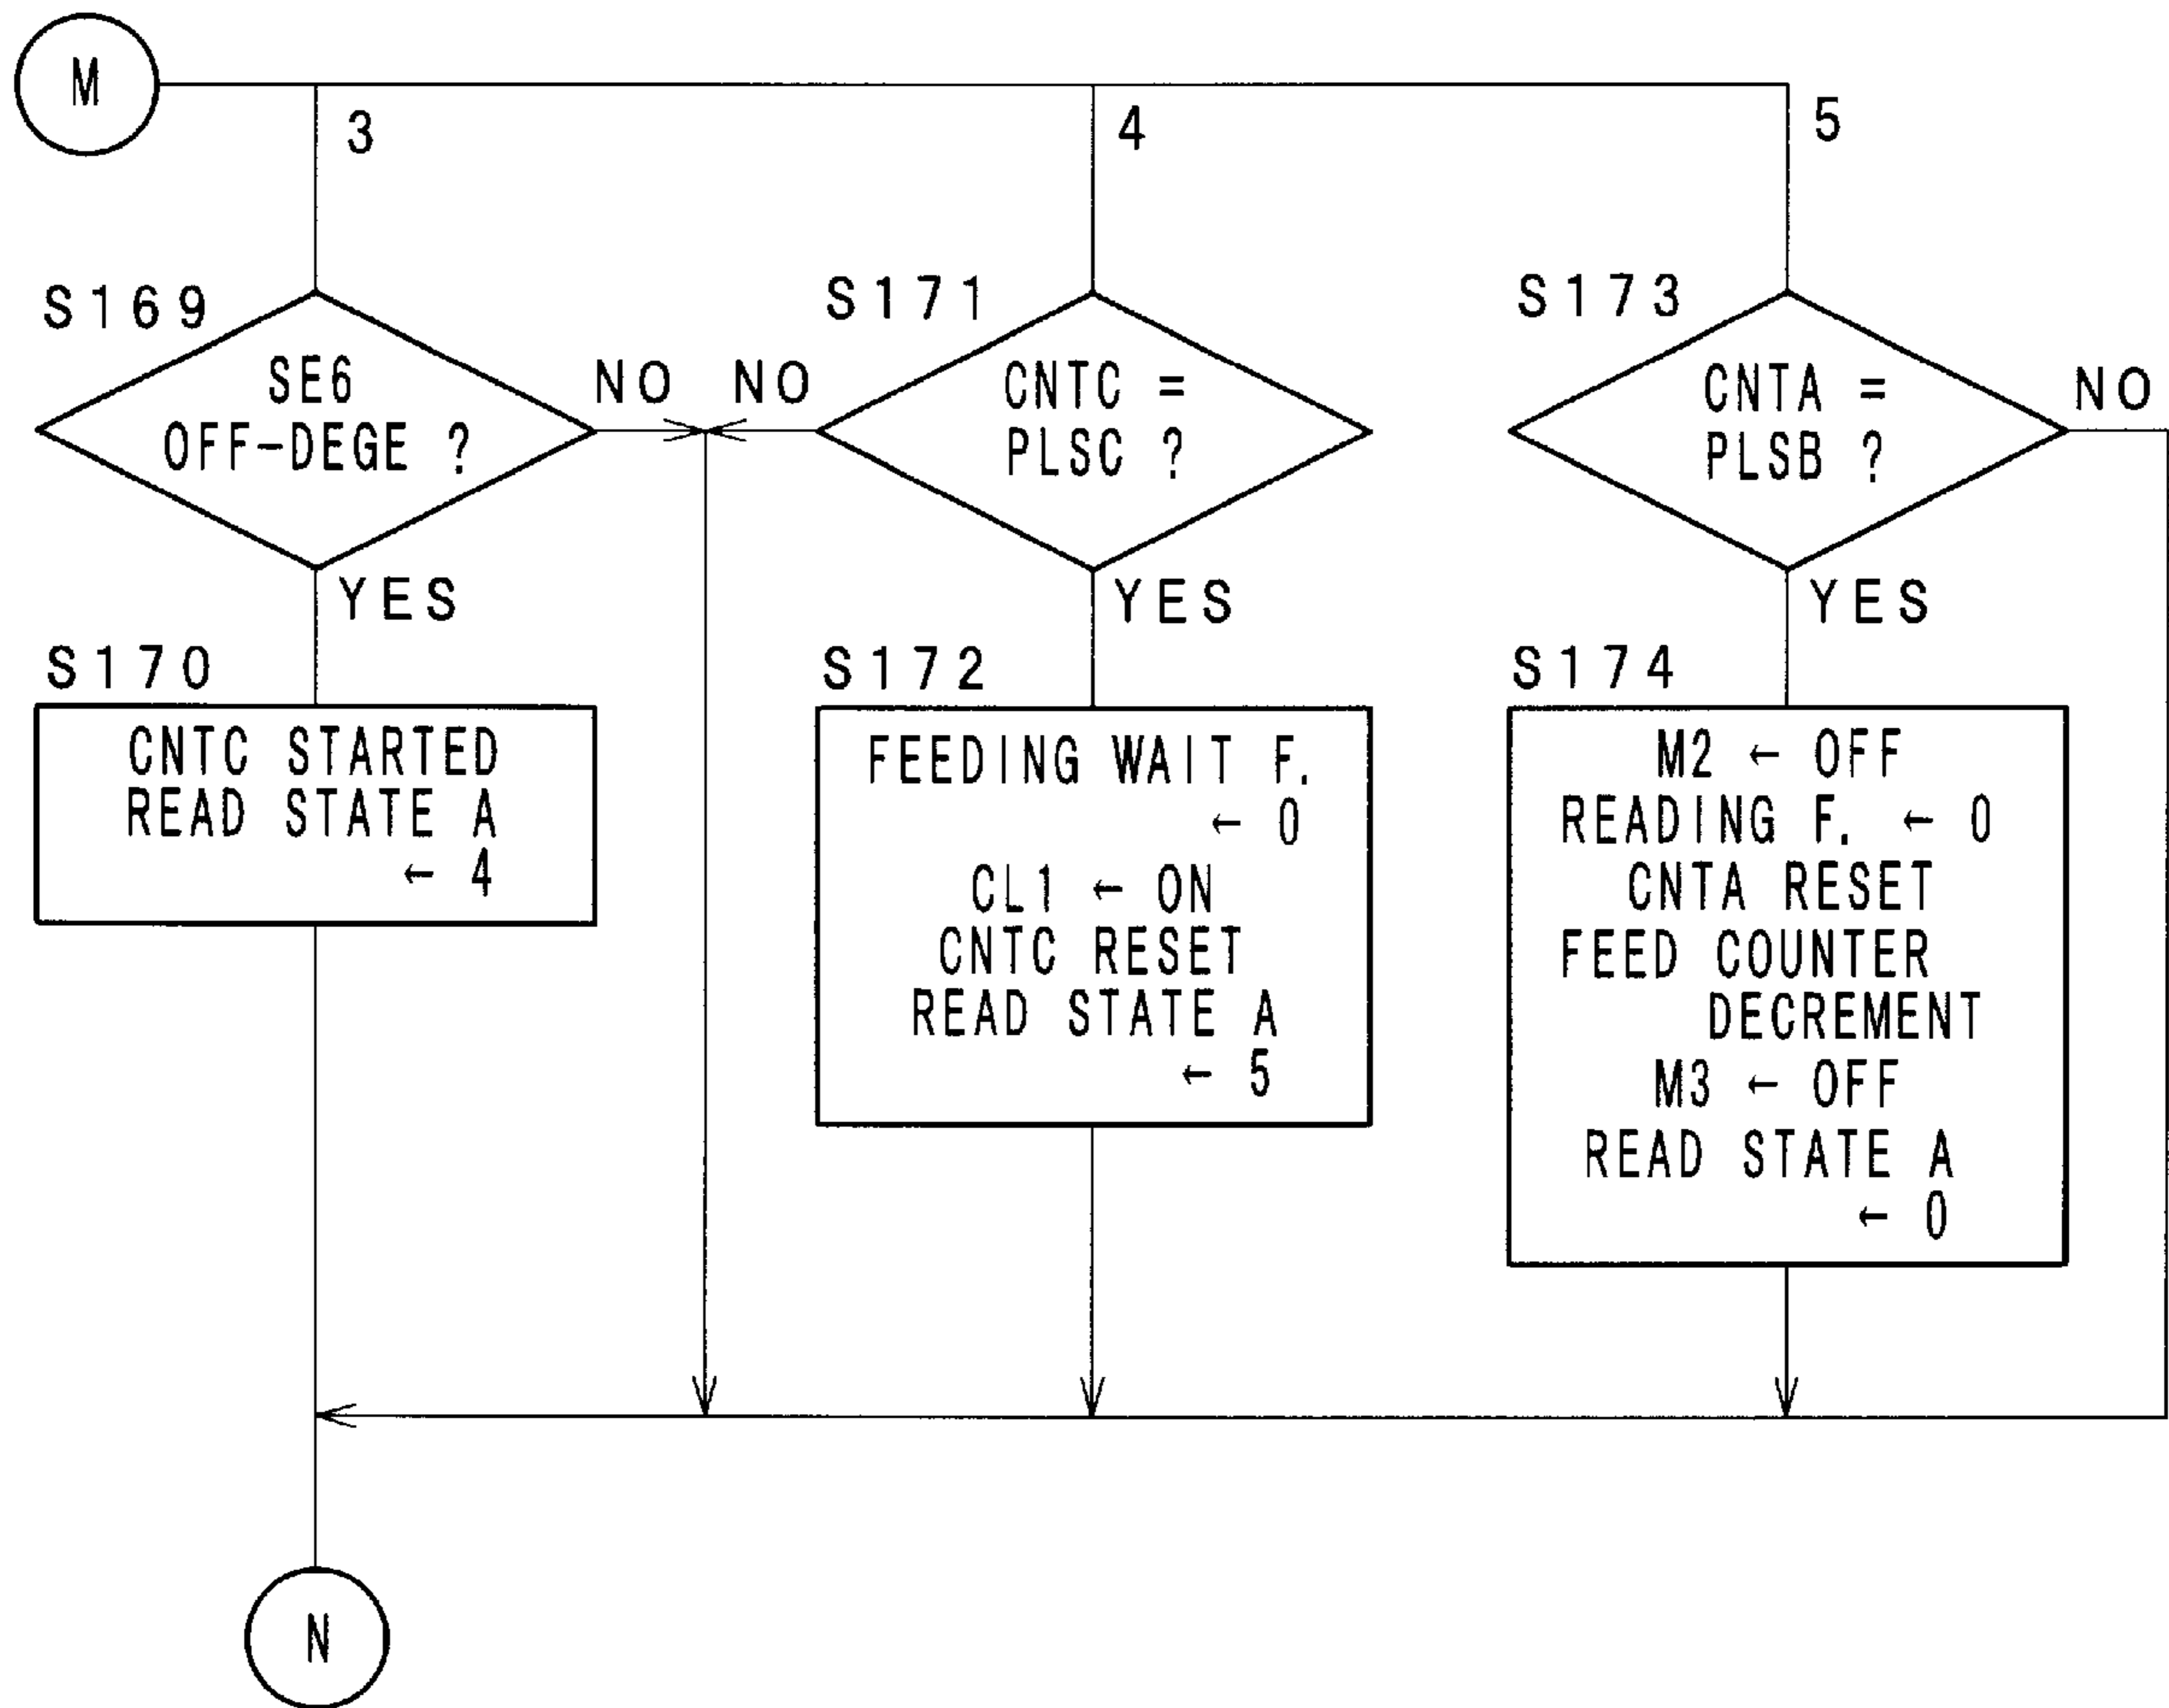 M
3
4
5
S169
SE6
OFF-DEGE ?
NO
YES
S170
CNTC STARTED
READ STATE A
← 4
S171
CNTC =
PLSC ?
NO
YES
S172
FEEDING WAIT F.
← 0
CL1 ← ON
CNTC RESET
READ STATE A
← 5
S173
CNTA =
PLSB ?
NO
YES
S174
M2 ← OFF
READING F. ← 0
CNTA RESET
FEED COUNTER
DECREMENT
M3 ← OFF
READ STATE A
← 0
N